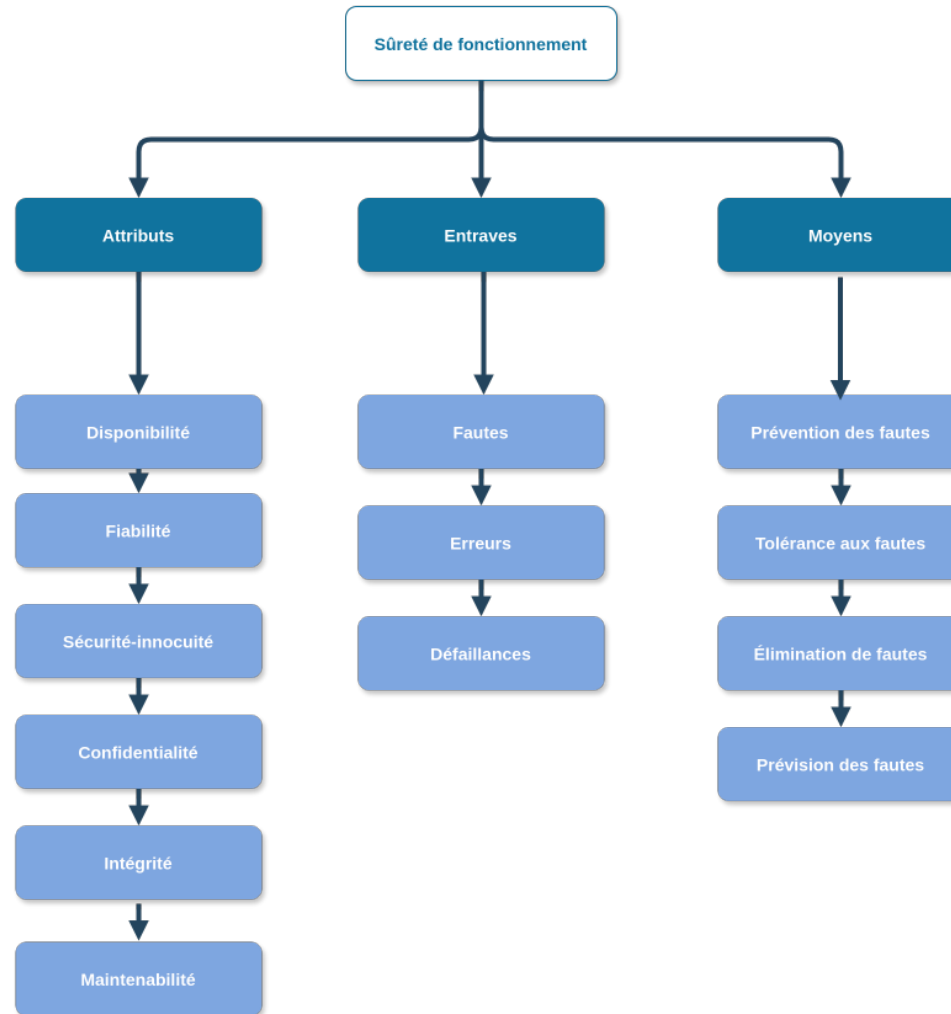 Sûreté de fonctionnement
Attributs
Entraves
Moyens
Disponibilité
Fautes
Prévention des fautes
Fiabilité
Erreurs
Tolérance aux fautes
Sécurité-innocuité
Défaillances
Élimination de fautes
Confidentialité
Prévision des fautes
Intégrité
Maintenabilité